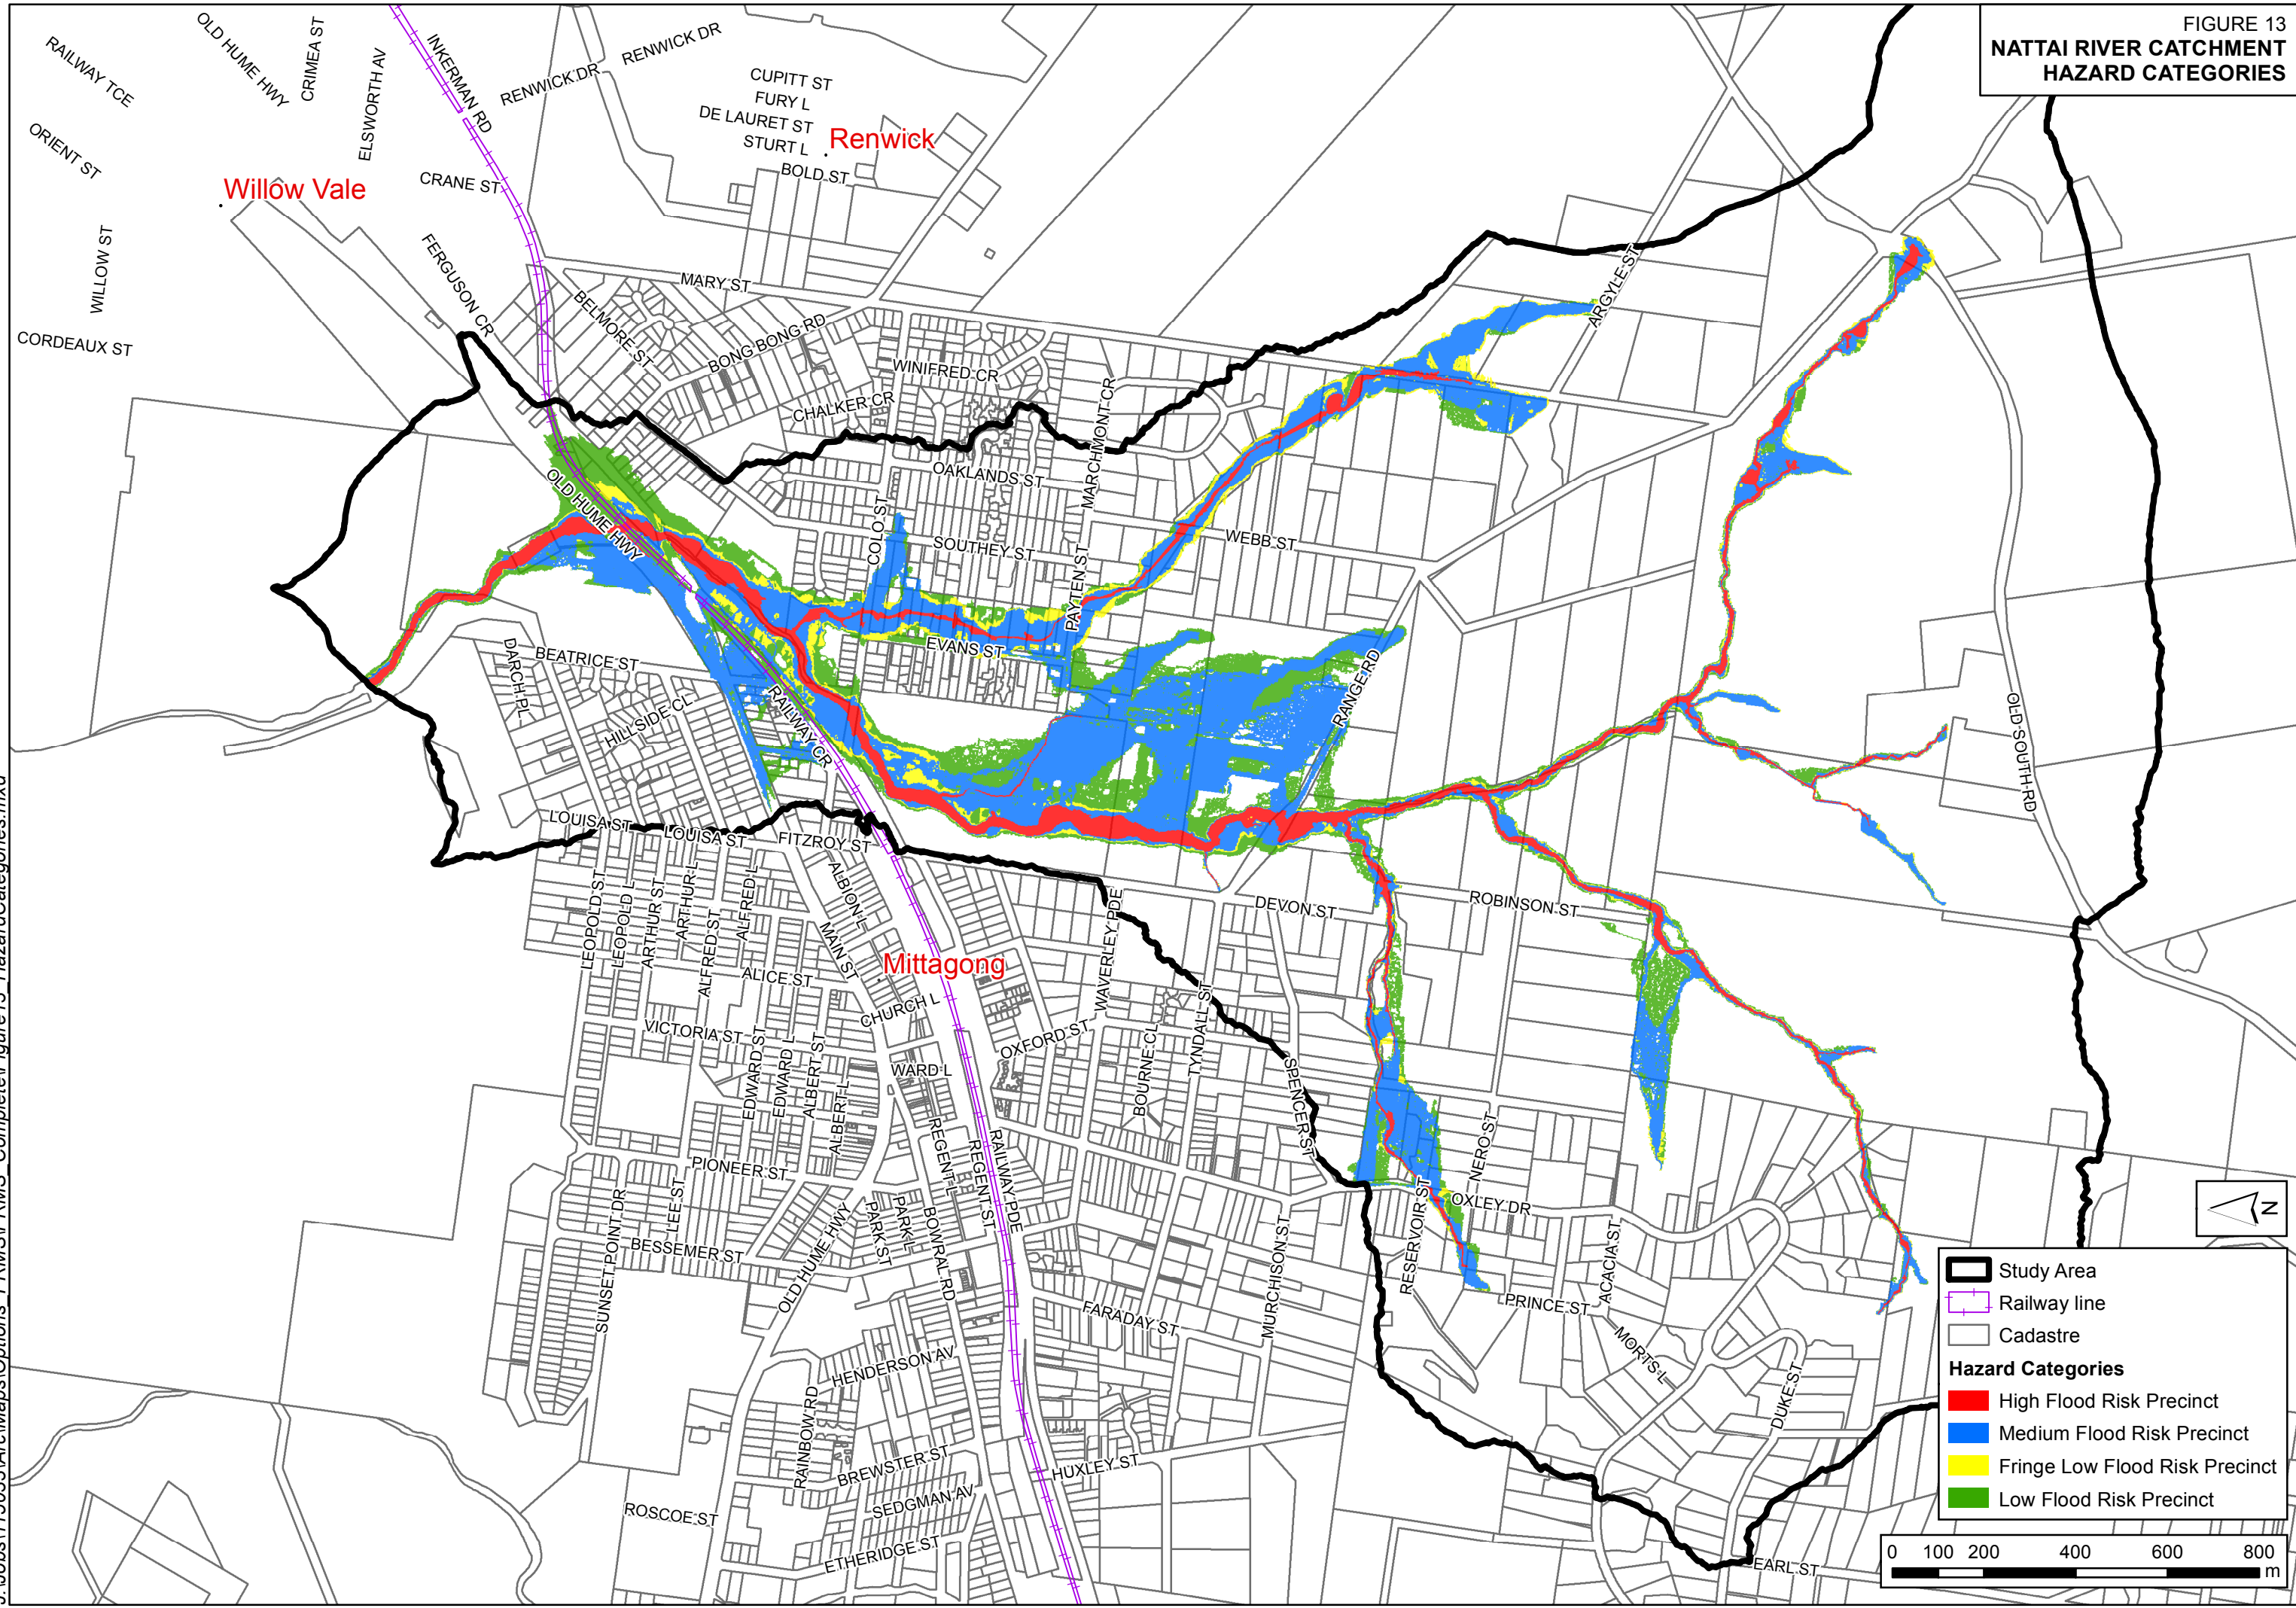 FIGURE 13
NATTAI RIVER CATCHMENT
HAZARD CATEGORIES
RAILWAY TCE
OLD HUME HWY
CRIMEA ST
ELSWORTH AV
INKERMAN RD
RENWICK DR
RENWICK DR
ORIENT ST
CUPITT ST
FURY L
DE LAURET ST
STURT L
BOLD ST
Renwick
Willow Vale
CRANE ST
WILLOW ST
FERGUSON CR
CORDEAUX ST
MARY ST
BELMORE ST
BONG BONG RD
WINIFRED CR
CHALKER CR
MARCHMONT CR
ARGYLE ST
OAKLANDS ST
OLD HUME HWY
COLO ST
SOUTHEY ST
WEBB ST
PAYTEN ST
EVANS ST
BEATRICE ST
DARCH PL
HILLSIDE CL
RAILWAY CR
RANGE RD
OLD SOUTH RD
LOUISA ST
LOUISA ST
FITZROY ST
ALBION L
LEOPOLD ST
LEOPOLD L
ARTHUR ST
ARTHUR L
ALFRED ST
ALFRED L
MAIN ST
ALICE ST
Mittagong
CHURCH L
WAVERLEY PDE
DEVON ST
ROBINSON ST
VICTORIA ST
EDWARD ST
EDWARD L
ALBERT ST
ALBERT L
WARD L
OXFORD ST
BOURNE CL
TYNDALL ST
SPENCER ST
NERO ST
OXLEY DR
RESERVOIR ST
PIONEER ST
REGENT L
REGENT ST
RAILWAY PDE
SUNSET POINT DR
LEE ST
BESSEMER ST
OLD HUME HWY
PARK ST
PARK L
BOWRAL RD
MURCHISON ST
ACACIA ST
PRINCE ST
FARADAY ST
MORTS L
DUKE ST
HENDERSON AV
RAINBOW RD
BREWSTER ST
HUXLEY ST
SEDGMAN AV
ROSCOE ST
ETHERIDGE ST
EARL ST
N
Study Area
Railway line
Cadastre
Hazard Categories
High Flood Risk Precinct
Medium Flood Risk Precinct
Fringe Low Flood Risk Precinct
Low Flood Risk Precinct
0 100 200 400 600 800
m